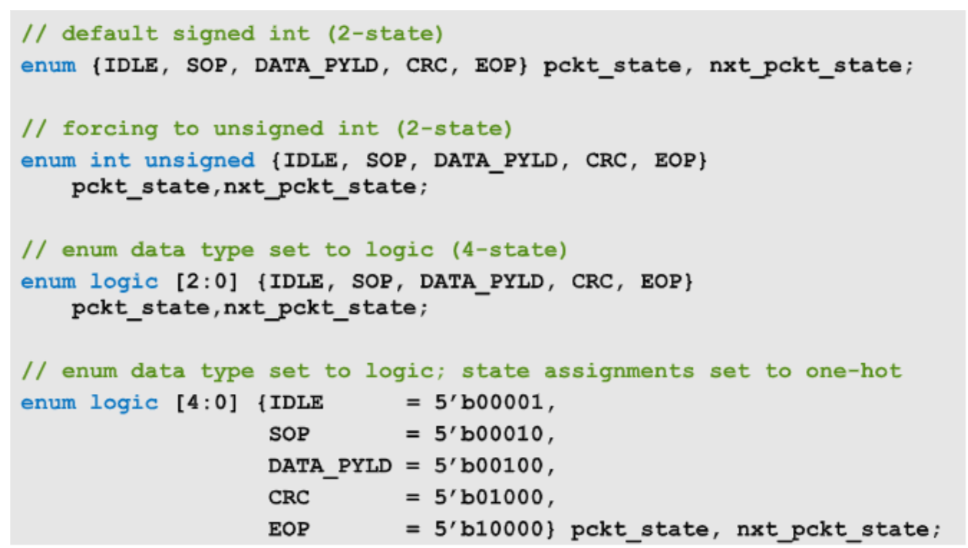 // default signed int (2-state)
enum {IDLE, SOP, DATA_PYLD, CRC, EOP} pckt_state, nxt_pckt_state;
// forcing to unsigned int (2-state)
enum int unsigned {IDLE, SOP, DATA_PYLD, CRC, EOP}
pckt_state,nxt_pckt_state;
// enum data type set to logic (4-state)
enum logic [2:0] {IDLE, SOP, DATA_PYLD, CRC, EOP}
pckt_state,nxt_pckt_state;
// enum data type set to logic; state assignments set to one-hot
enum logic [4:0] {IDLE = 5’b00001,
SOP = 5’b00010,
DATA_PYLD = 5’b00100,
CRC = 5’b01000,
EOP = 5’b10000} pckt_state, nxt_pckt_state;